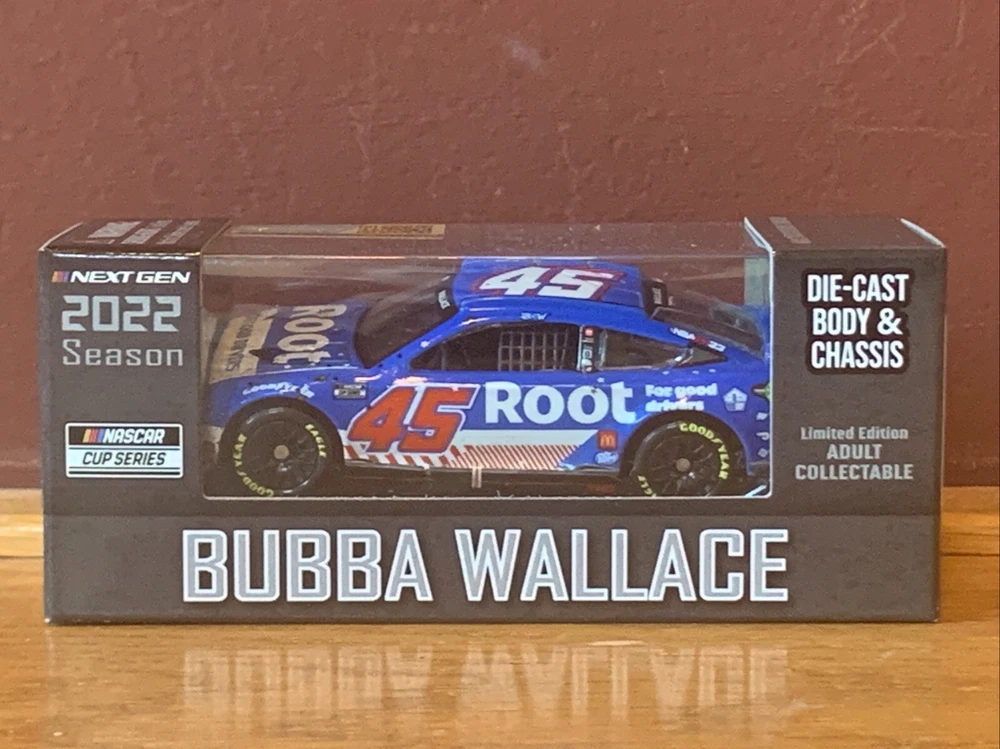 NEXT GEN
2022
Season
NASCAR
CUP SERIES
45
Root
45
Root
For good
drivers
GOODYEAR
EAGLE
GOODYEAR
DIE-CAST
BODY &
CHASSIS
Limited Edition
ADULT
COLLECTABLE
BUBBA WALLACE